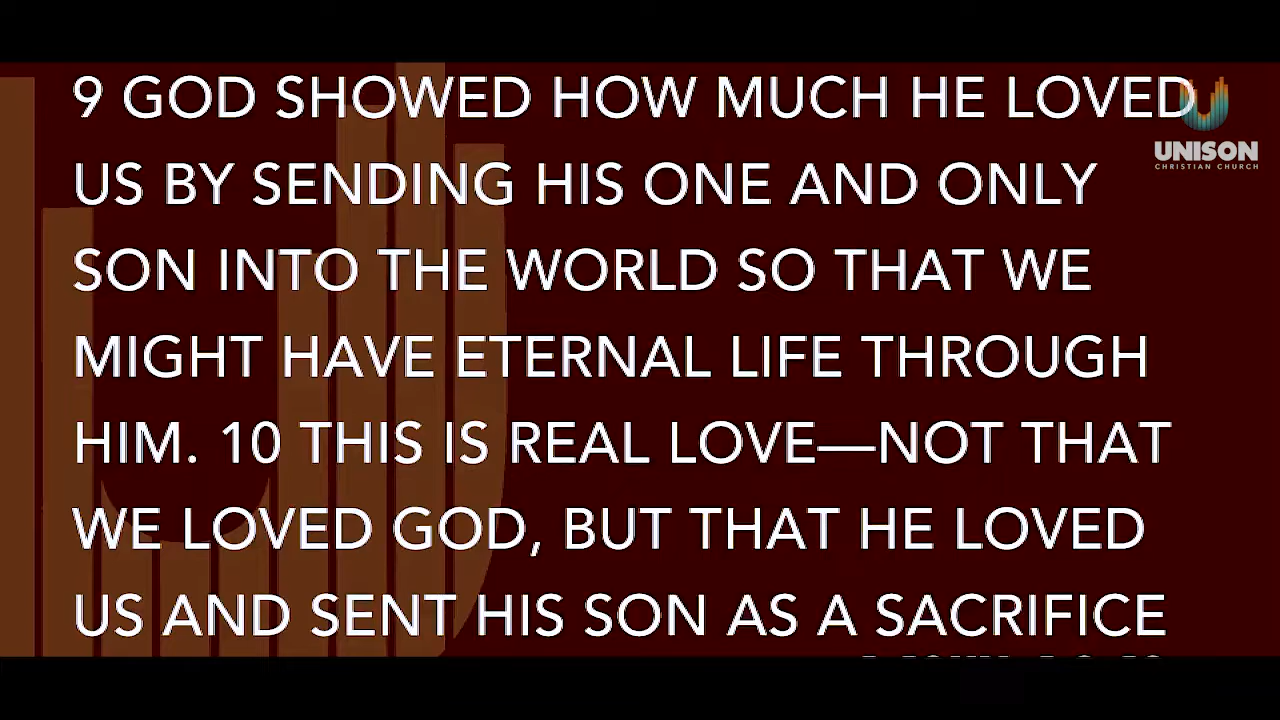 9 GOD SHOWED HOW MUCH HE LOVED
US BY SENDING HIS ONE AND ONLY
SON INTO THE WORLD SO THAT WE
MIGHT HAVE ETERNAL LIFE THROUGH
HIM. 10 THIS IS REAL LOVE—NOT THAT
WE LOVED GOD, BUT THAT HE LOVED
US AND SENT HIS SON AS A SACRIFICE
UNISON
CHRISTIAN CHURCH